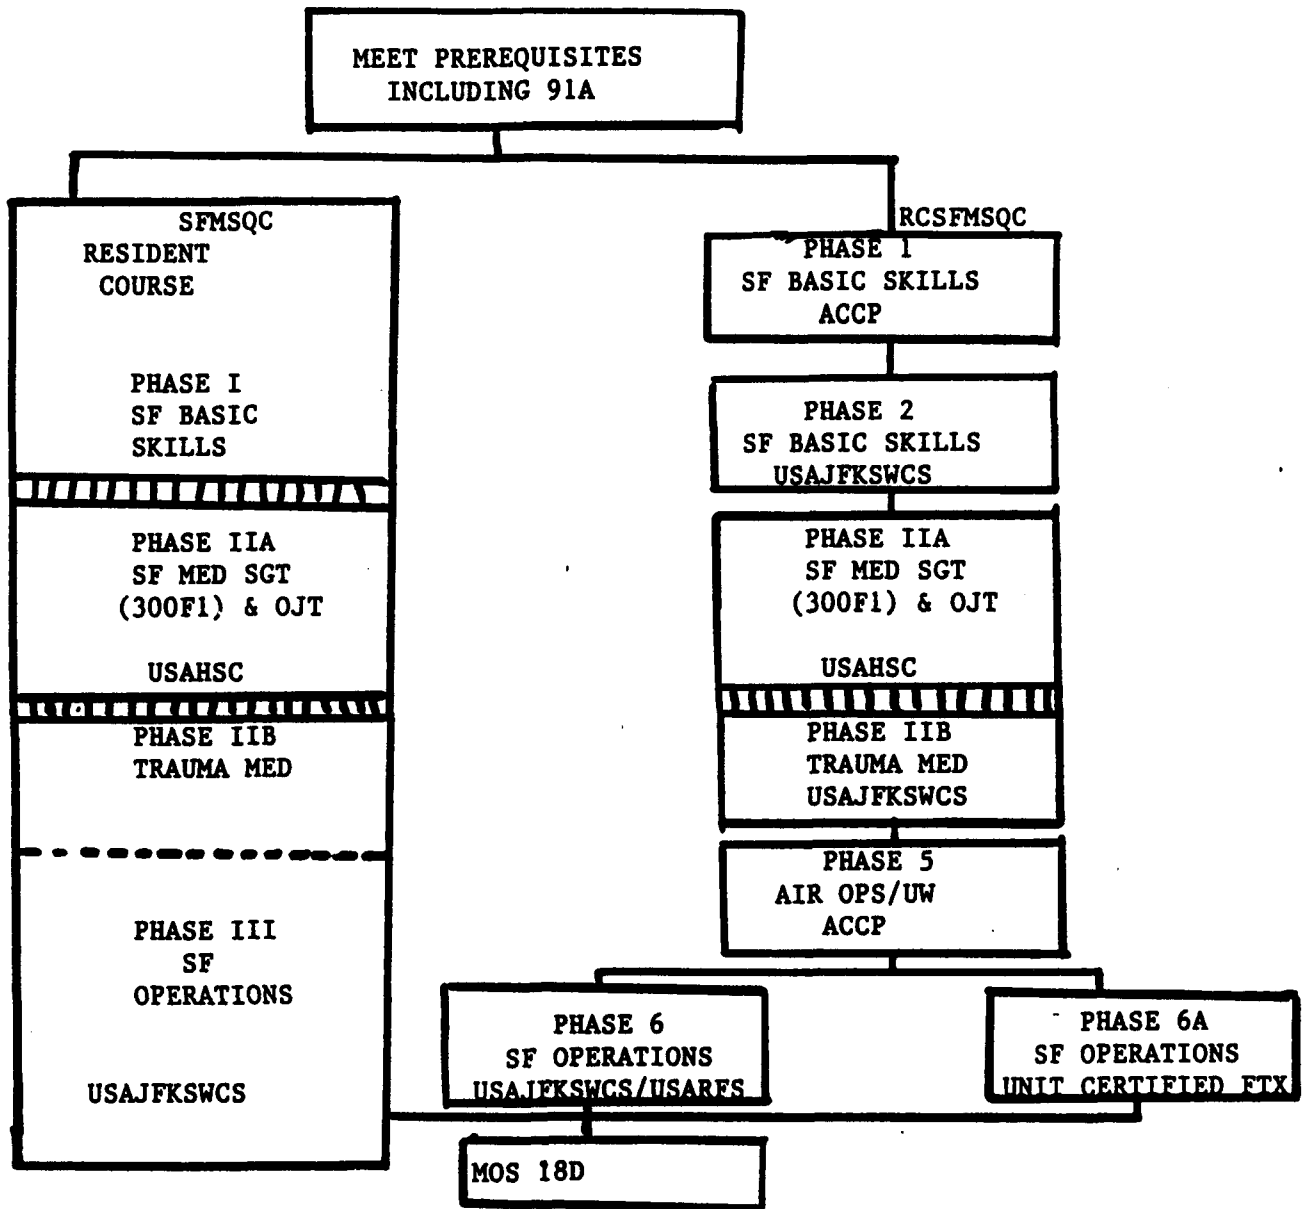 MEET PREREQUISITES
INCLUDING 91A
SFMSQC
RESIDENT
COURSE
PHASE I
SF BASIC
SKILLS
PHASE IIA
SF MED SGT
(300F1) & OJT
USAHSC
PHASE IIB
TRAUMA MED
PHASE III
SF
OPERATIONS
USAJFKSWCS
RCSFMSQC
PHASE 1
SF BASIC SKILLS
ACCP
PHASE 2
SF BASIC SKILLS
USAJFKSWCS
PHASE IIA
SF MED SGT
(300F1) & OJT
USAHSC
PHASE IIB
TRAUMA MED
USAJFKSWCS
PHASE 5
AIR OPS/UW
ACCP
PHASE 6
SF OPERATIONS
USAJFKSWCS/USARFS
PHASE 6A
SF OPERATIONS
UNIT CERTIFIED FTX
MOS 18D